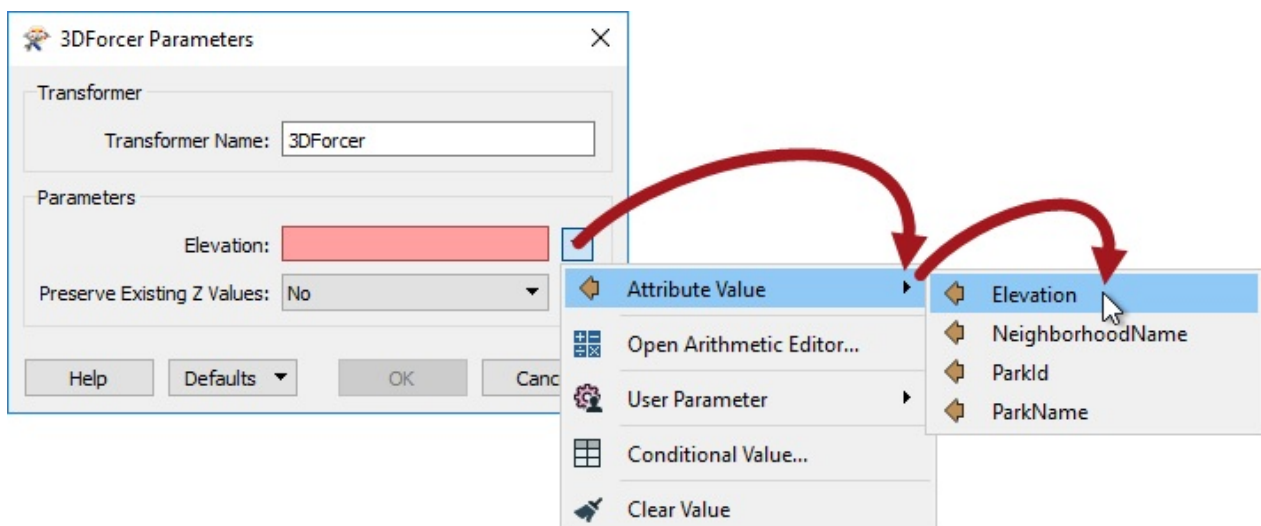 3DForcer Parameters
Transformer
Transformer Name: 3DForcer
Parameters
Elevation:
Preserve Existing Z Values: No
Help Defaults OK Canc
Attribute Value
Open Arithmetic Editor...
User Parameter
Conditional Value...
Clear Value
Elevation
NeighborhoodName
ParkId
ParkName